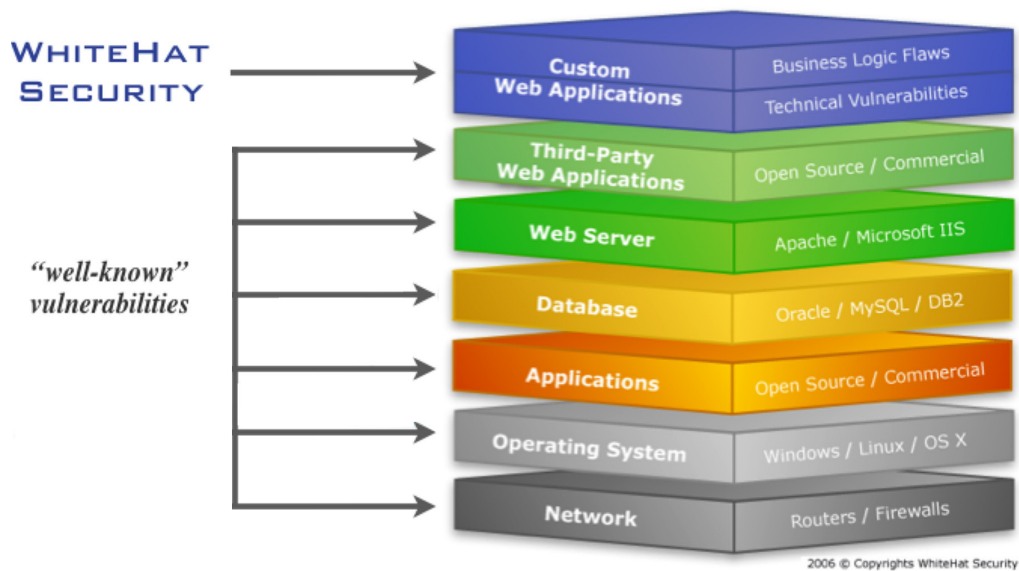 WHITEHAT
SECURITY
Custom
Web Applications
Business Logic Flaws
Technical Vulnerabilities
Third-Party
Web Applications
Open Source / Commercial
Web Server
Apache / Microsoft IIS
“well-known”
vulnerabilities
Database
Oracle / MySQL / DB2
Applications
Open Source / Commercial
Operating System
Windows / Linux / OS X
Network
Routers / Firewalls
2006 © Copyrights WhiteHat Security